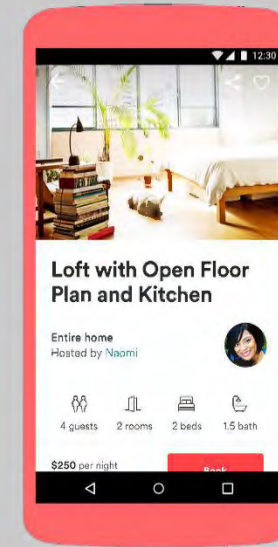 12:30
Loft with Open Floor
Plan and Kitchen
Entire home
Hosted by Naomi
4 guests
2 rooms
2 beds
1.5 bath
$250 per night
Book